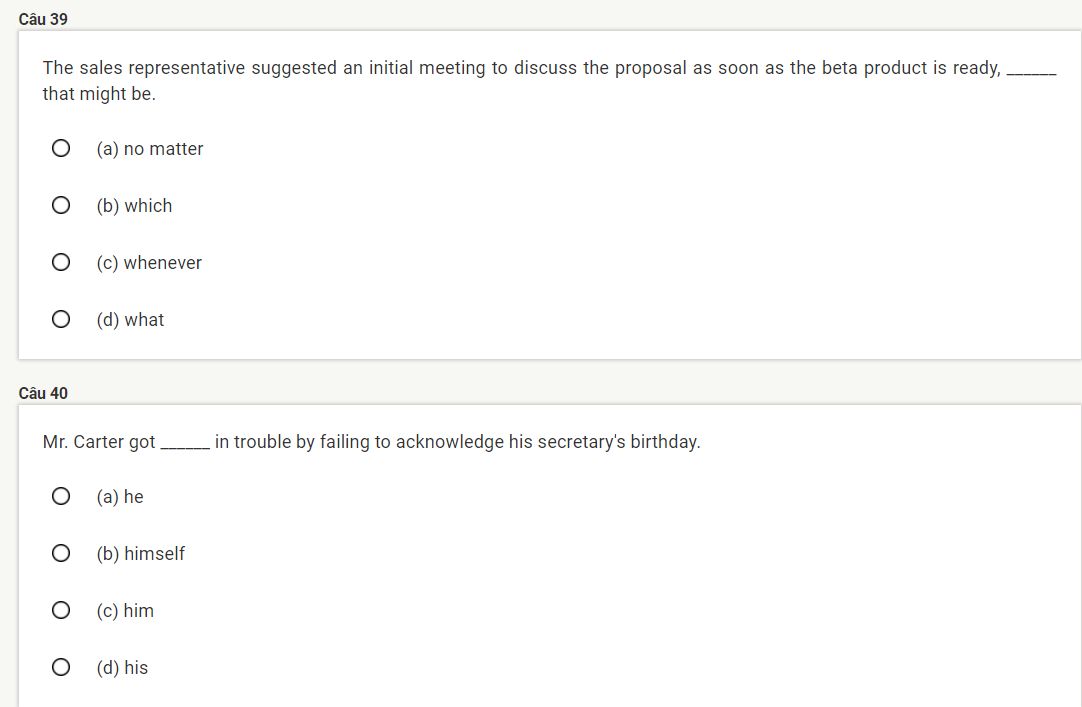 Câu 39
The sales representative suggested an initial meeting to discuss the proposal as soon as the beta product is ready, ______
that might be.
(a) no matter
(b) which
(c) whenever
(d) what
Câu 40
Mr. Carter got ______ in trouble by failing to acknowledge his secretary's birthday.
(a) he
(b) himself
(c) him
(d) his